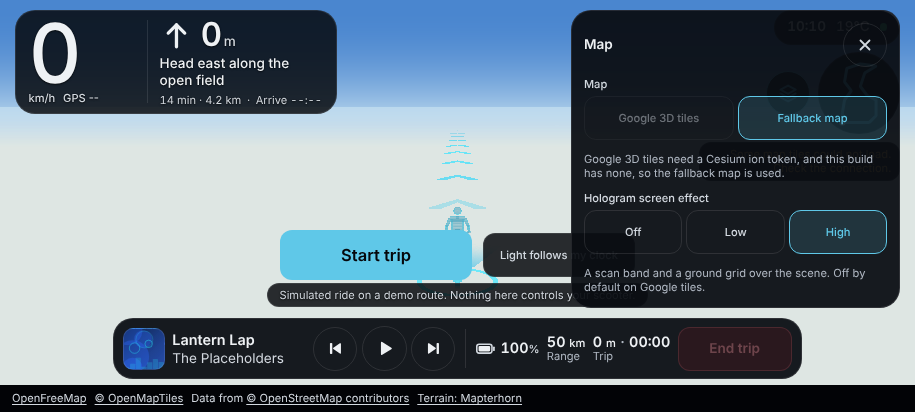 0
km/h GPS --
0 m
Head east along the
open field
14 min · 4.2 km · Arrive --:--
10:10 19°C
Map
Map
Google 3D tiles
Fallback map
Google 3D tiles need a Cesium ion token, and this build
has none, so the fallback map is used.
Hologram screen effect
Off
Low
High
A scan band and a ground grid over the scene. Off by
default on Google tiles.
Start trip
Light follows my clock
Simulated ride on a demo route. Nothing here controls
Lantern Lap
The Placeholders
100%
50 km
Range
0 m · 00:00
Trip
End trip
OpenFreeMap © OpenMapTiles Data from © OpenStreetMap contributors Terrain: Mapterhorn